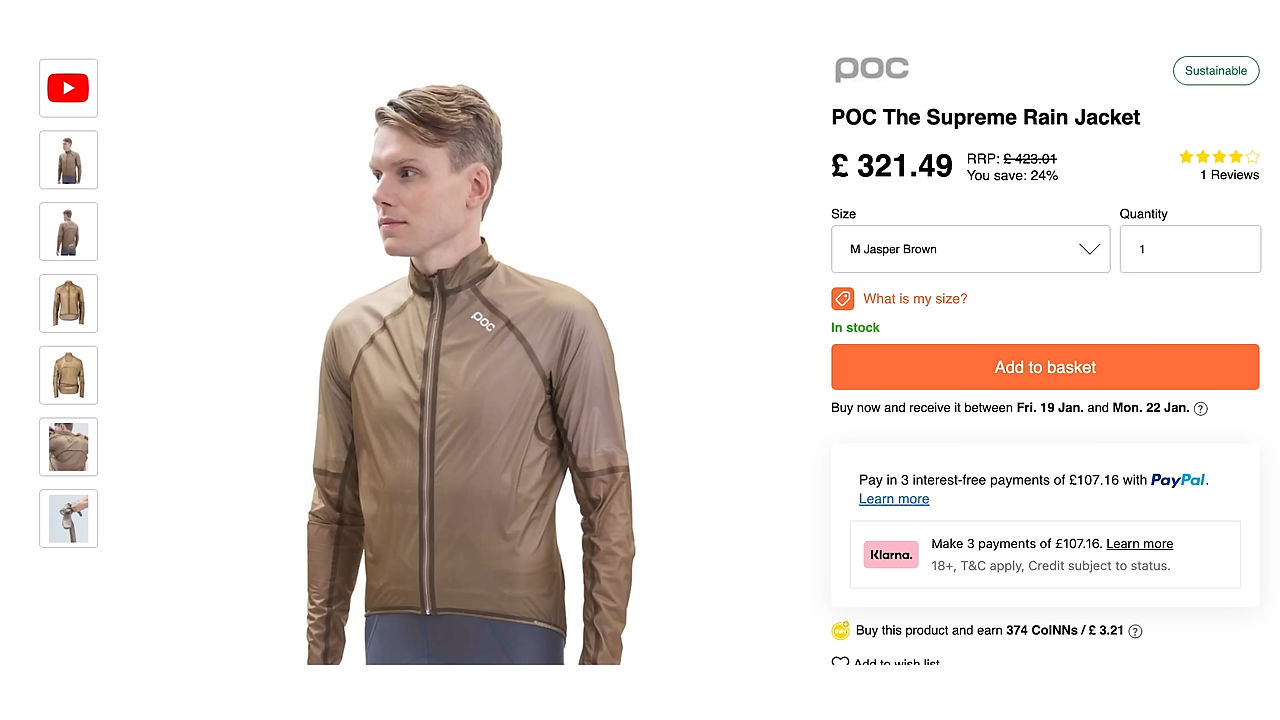 poc
Sustainable
POC The Supreme Rain Jacket
£ 321.49
RRP: £ 423.01
You save: 24%
1 Reviews
Size
Quantity
M Jasper Brown
1
What is my size?
In stock
Add to basket
Buy now and receive it between Fri. 19 Jan. and Mon. 22 Jan. ?
Pay in 3 interest-free payments of £107.16 with PayPal.
Learn more
Klarna.
Make 3 payments of £107.16. Learn more
18+, T&C apply, Credit subject to status.
Buy this product and earn 374 CoINNs / £ 3.21 ?
Add to wish list
poc